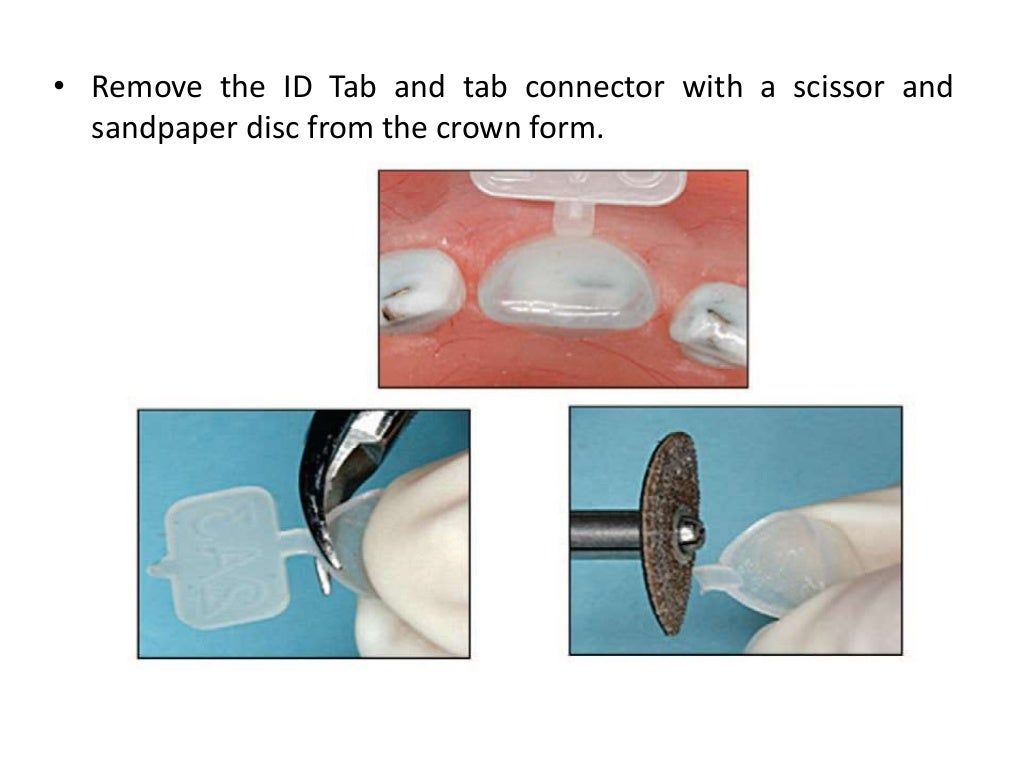 • Remove the ID Tab and tab connector with a scissor and
sandpaper disc from the crown form.